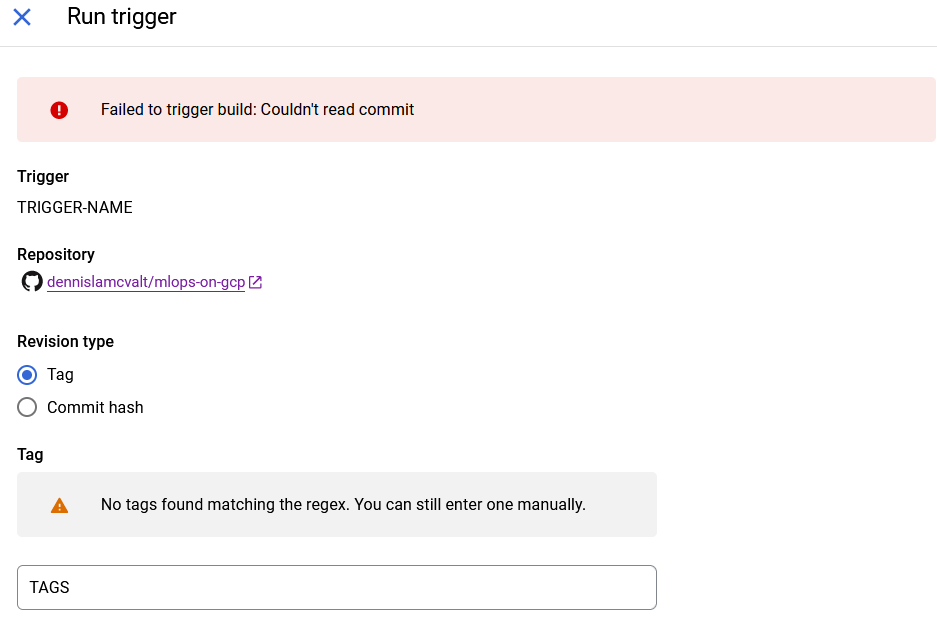 Run trigger
Failed to trigger build: Couldn't read commit
Trigger
TRIGGER-NAME
Repository
dennislamcvalt/mlops-on-gcp
Revision type
Tag
Commit hash
Tag
No tags found matching the regex. You can still enter one manually.
TAGS